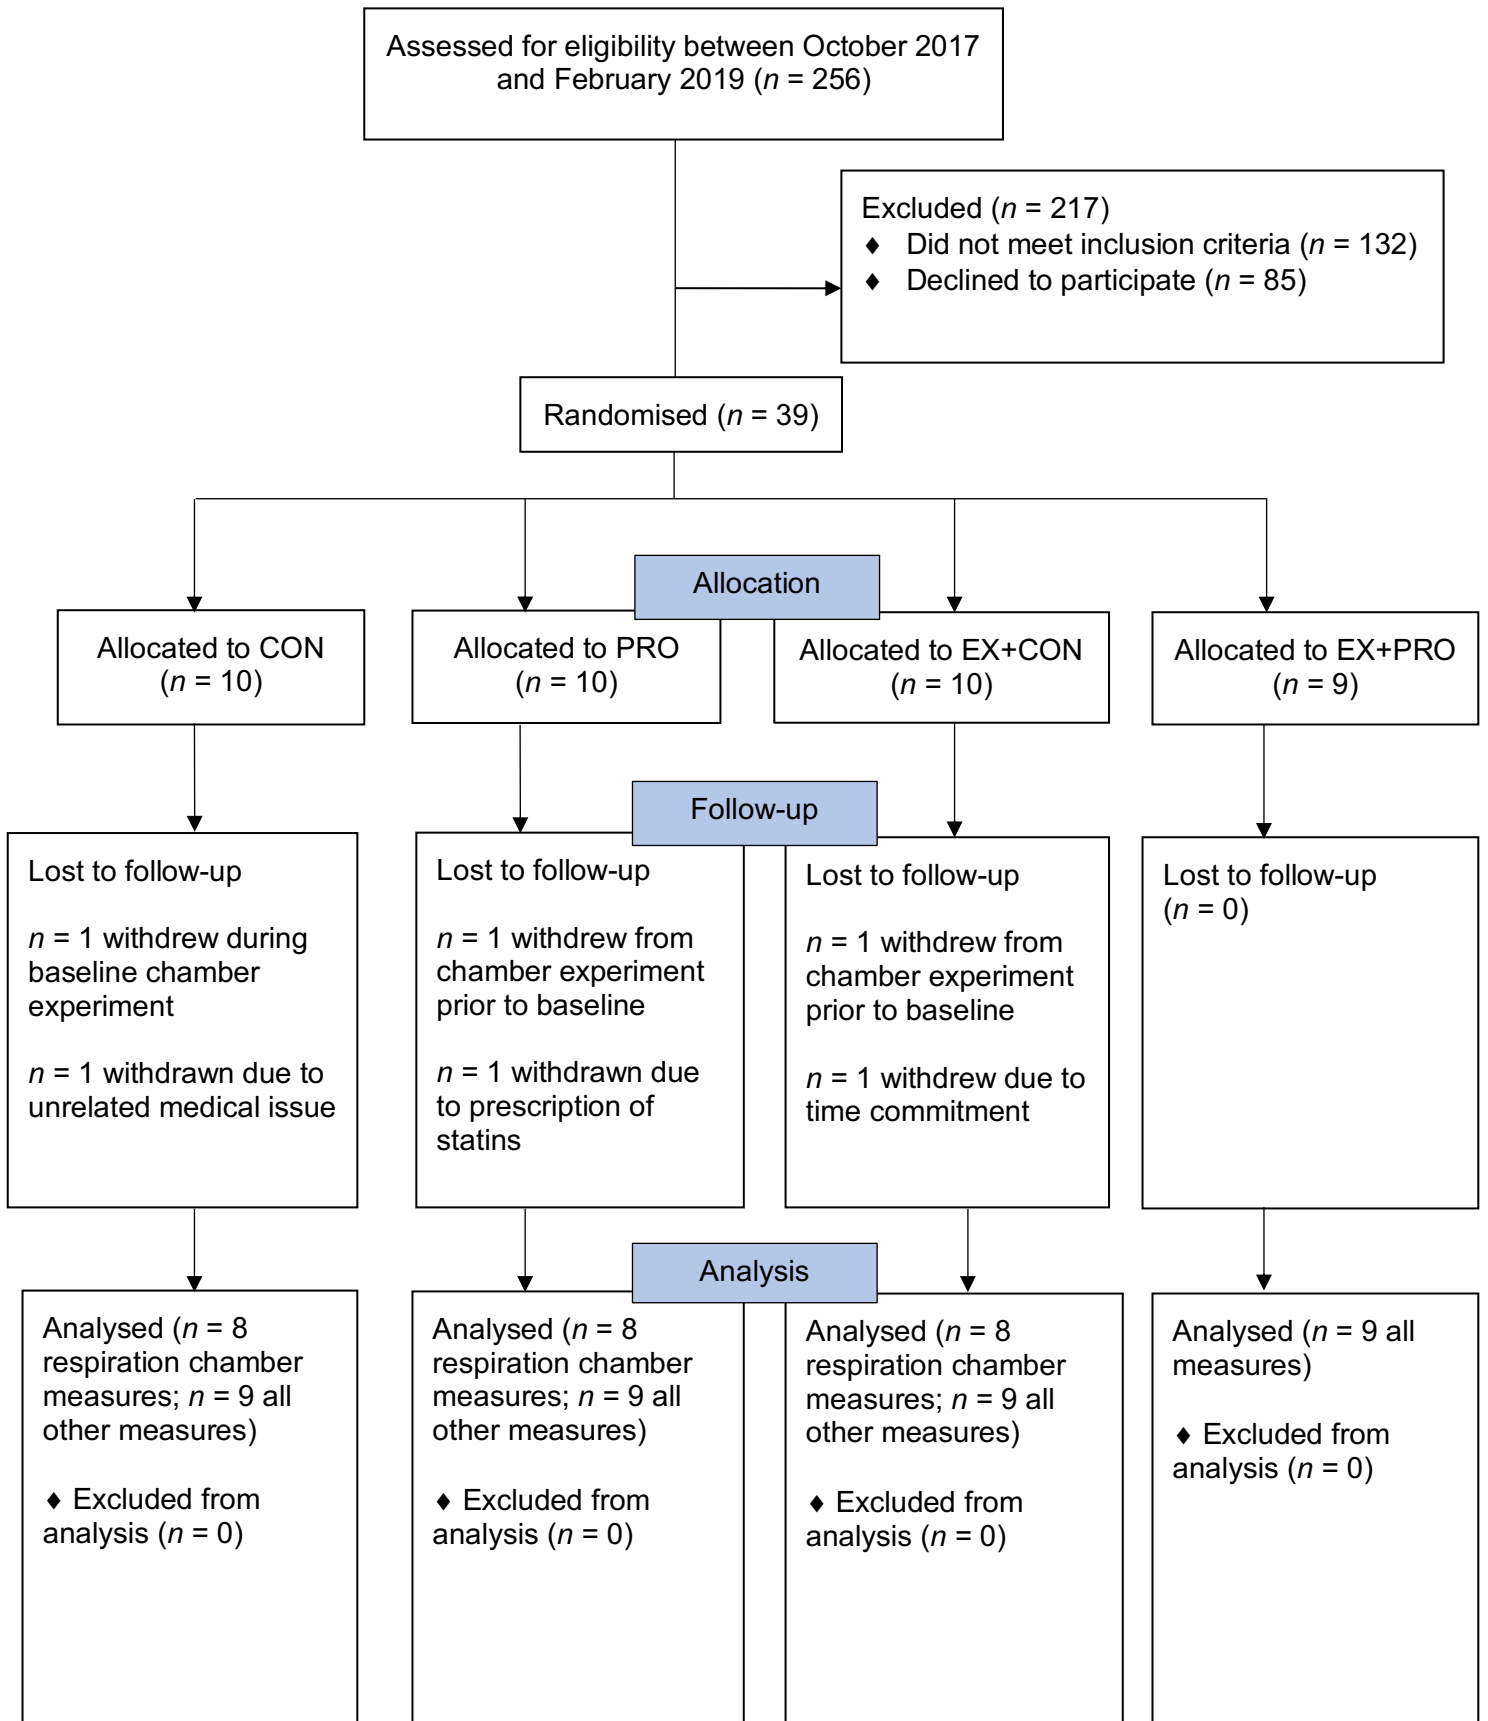 Assessed for eligibility between October 2017
and February 2019 (n = 256)
Excluded (n = 217)
♦ Did not meet inclusion criteria (n = 132)
♦ Declined to participate (n = 85)
Randomised (n = 39)
Allocation
Allocated to CON
(n = 10)
Allocated to PRO
(n = 10)
Allocated to EX+CON
(n = 10)
Allocated to EX+PRO
(n = 9)
Follow-up
Lost to follow-up
n = 1 withdrew during
baseline chamber
experiment
n = 1 withdrawn due to
unrelated medical issue
Lost to follow-up
n = 1 withdrew from
chamber experiment
prior to baseline
n = 1 withdrawn due
to prescription of
statins
Lost to follow-up
n = 1 withdrew from
chamber experiment
prior to baseline
n = 1 withdrew due to
time commitment
Lost to follow-up
(n = 0)
Analysis
Analysed (n = 8
respiration chamber
measures; n = 9 all
other measures)
♦ Excluded from
analysis (n = 0)
Analysed (n = 8
respiration chamber
measures; n = 9 all
other measures)
♦ Excluded from
analysis (n = 0)
Analysed (n = 8
respiration chamber
measures; n = 9 all
other measures)
♦ Excluded from
analysis (n = 0)
Analysed (n = 9 all
measures)
♦ Excluded from
analysis (n = 0)